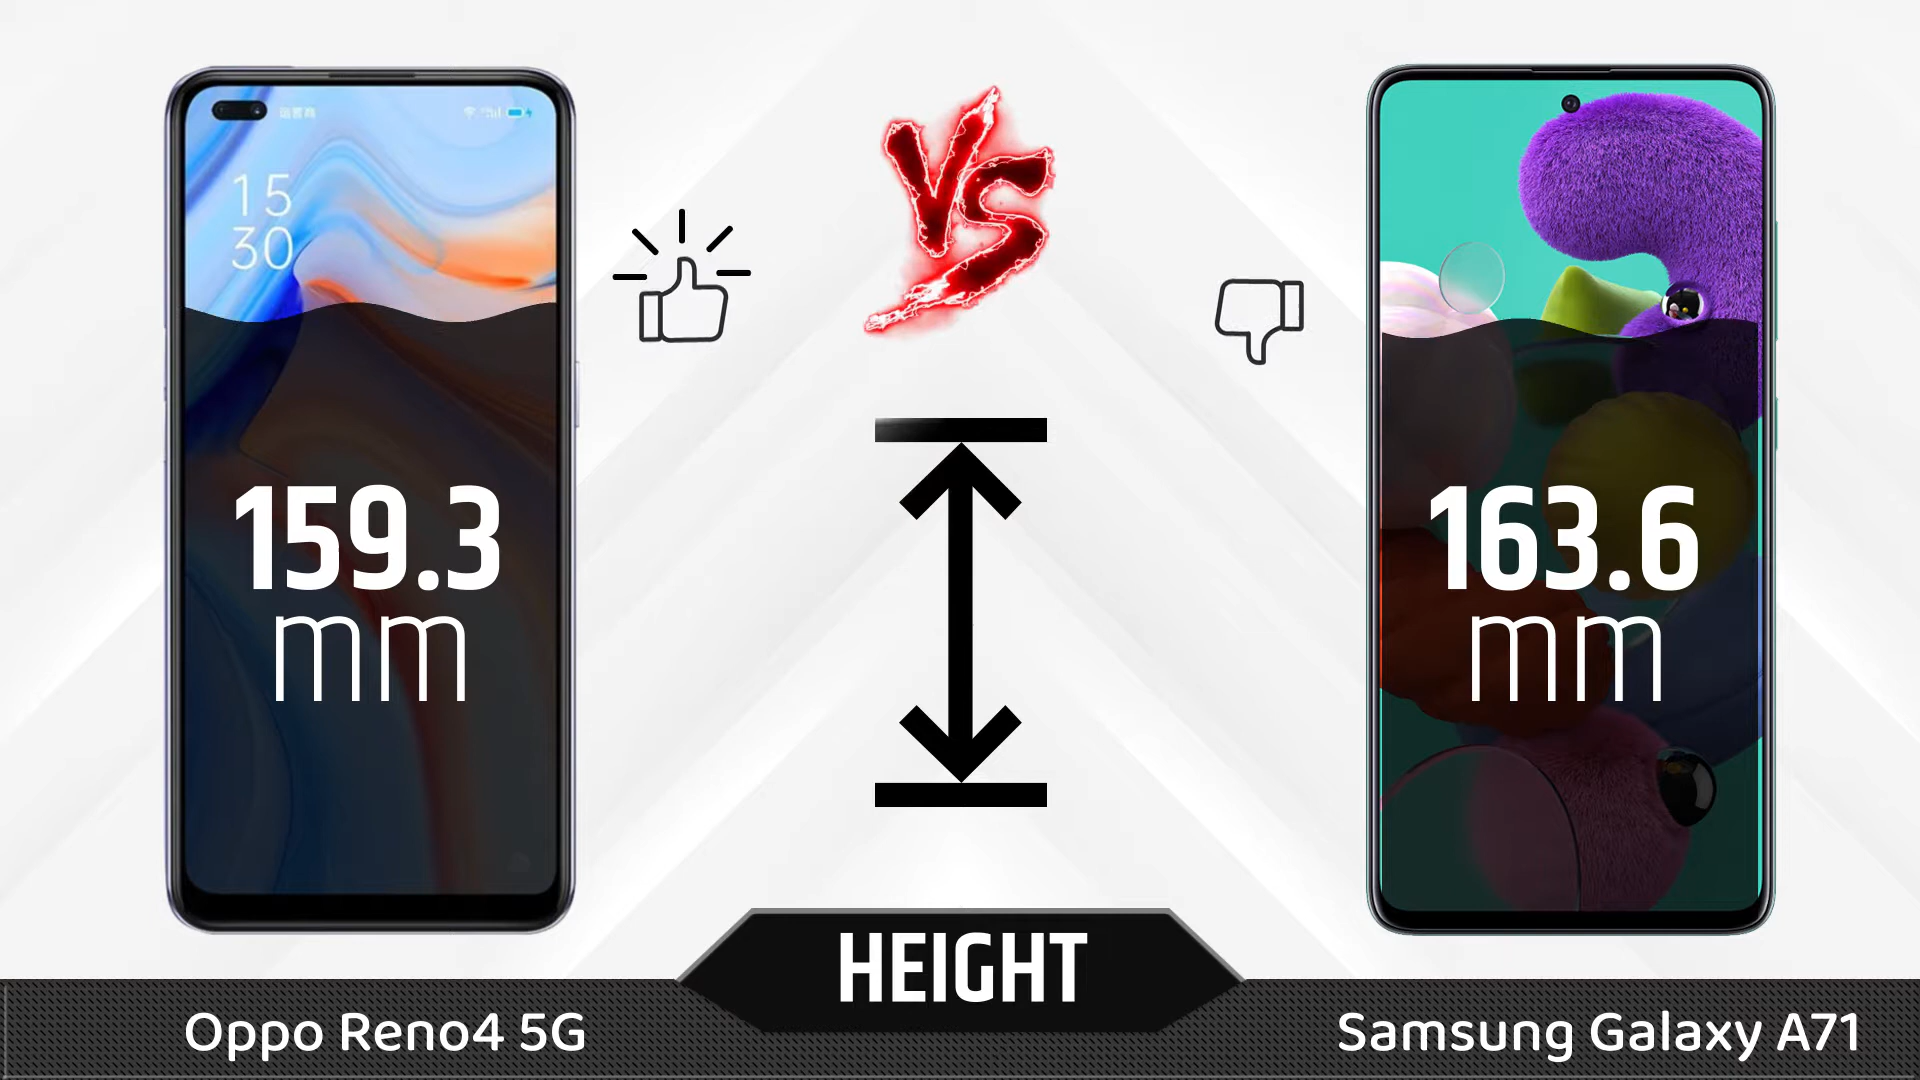 VS
15
30
159.3
mm
163.6
mm
HEIGHT
Oppo Reno4 5G
Samsung Galaxy A71